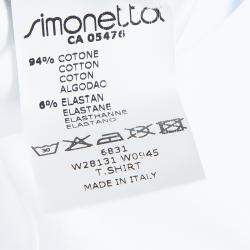 simonetta
CA 05476
94% COTONE
COTTON
COTON
ALGODAO
6% ELASTAN
ELASTANE
ELASTHANNE
ELASTANO
30
6831
W28131 W0945
T.SHIRT
MADE IN ITALY